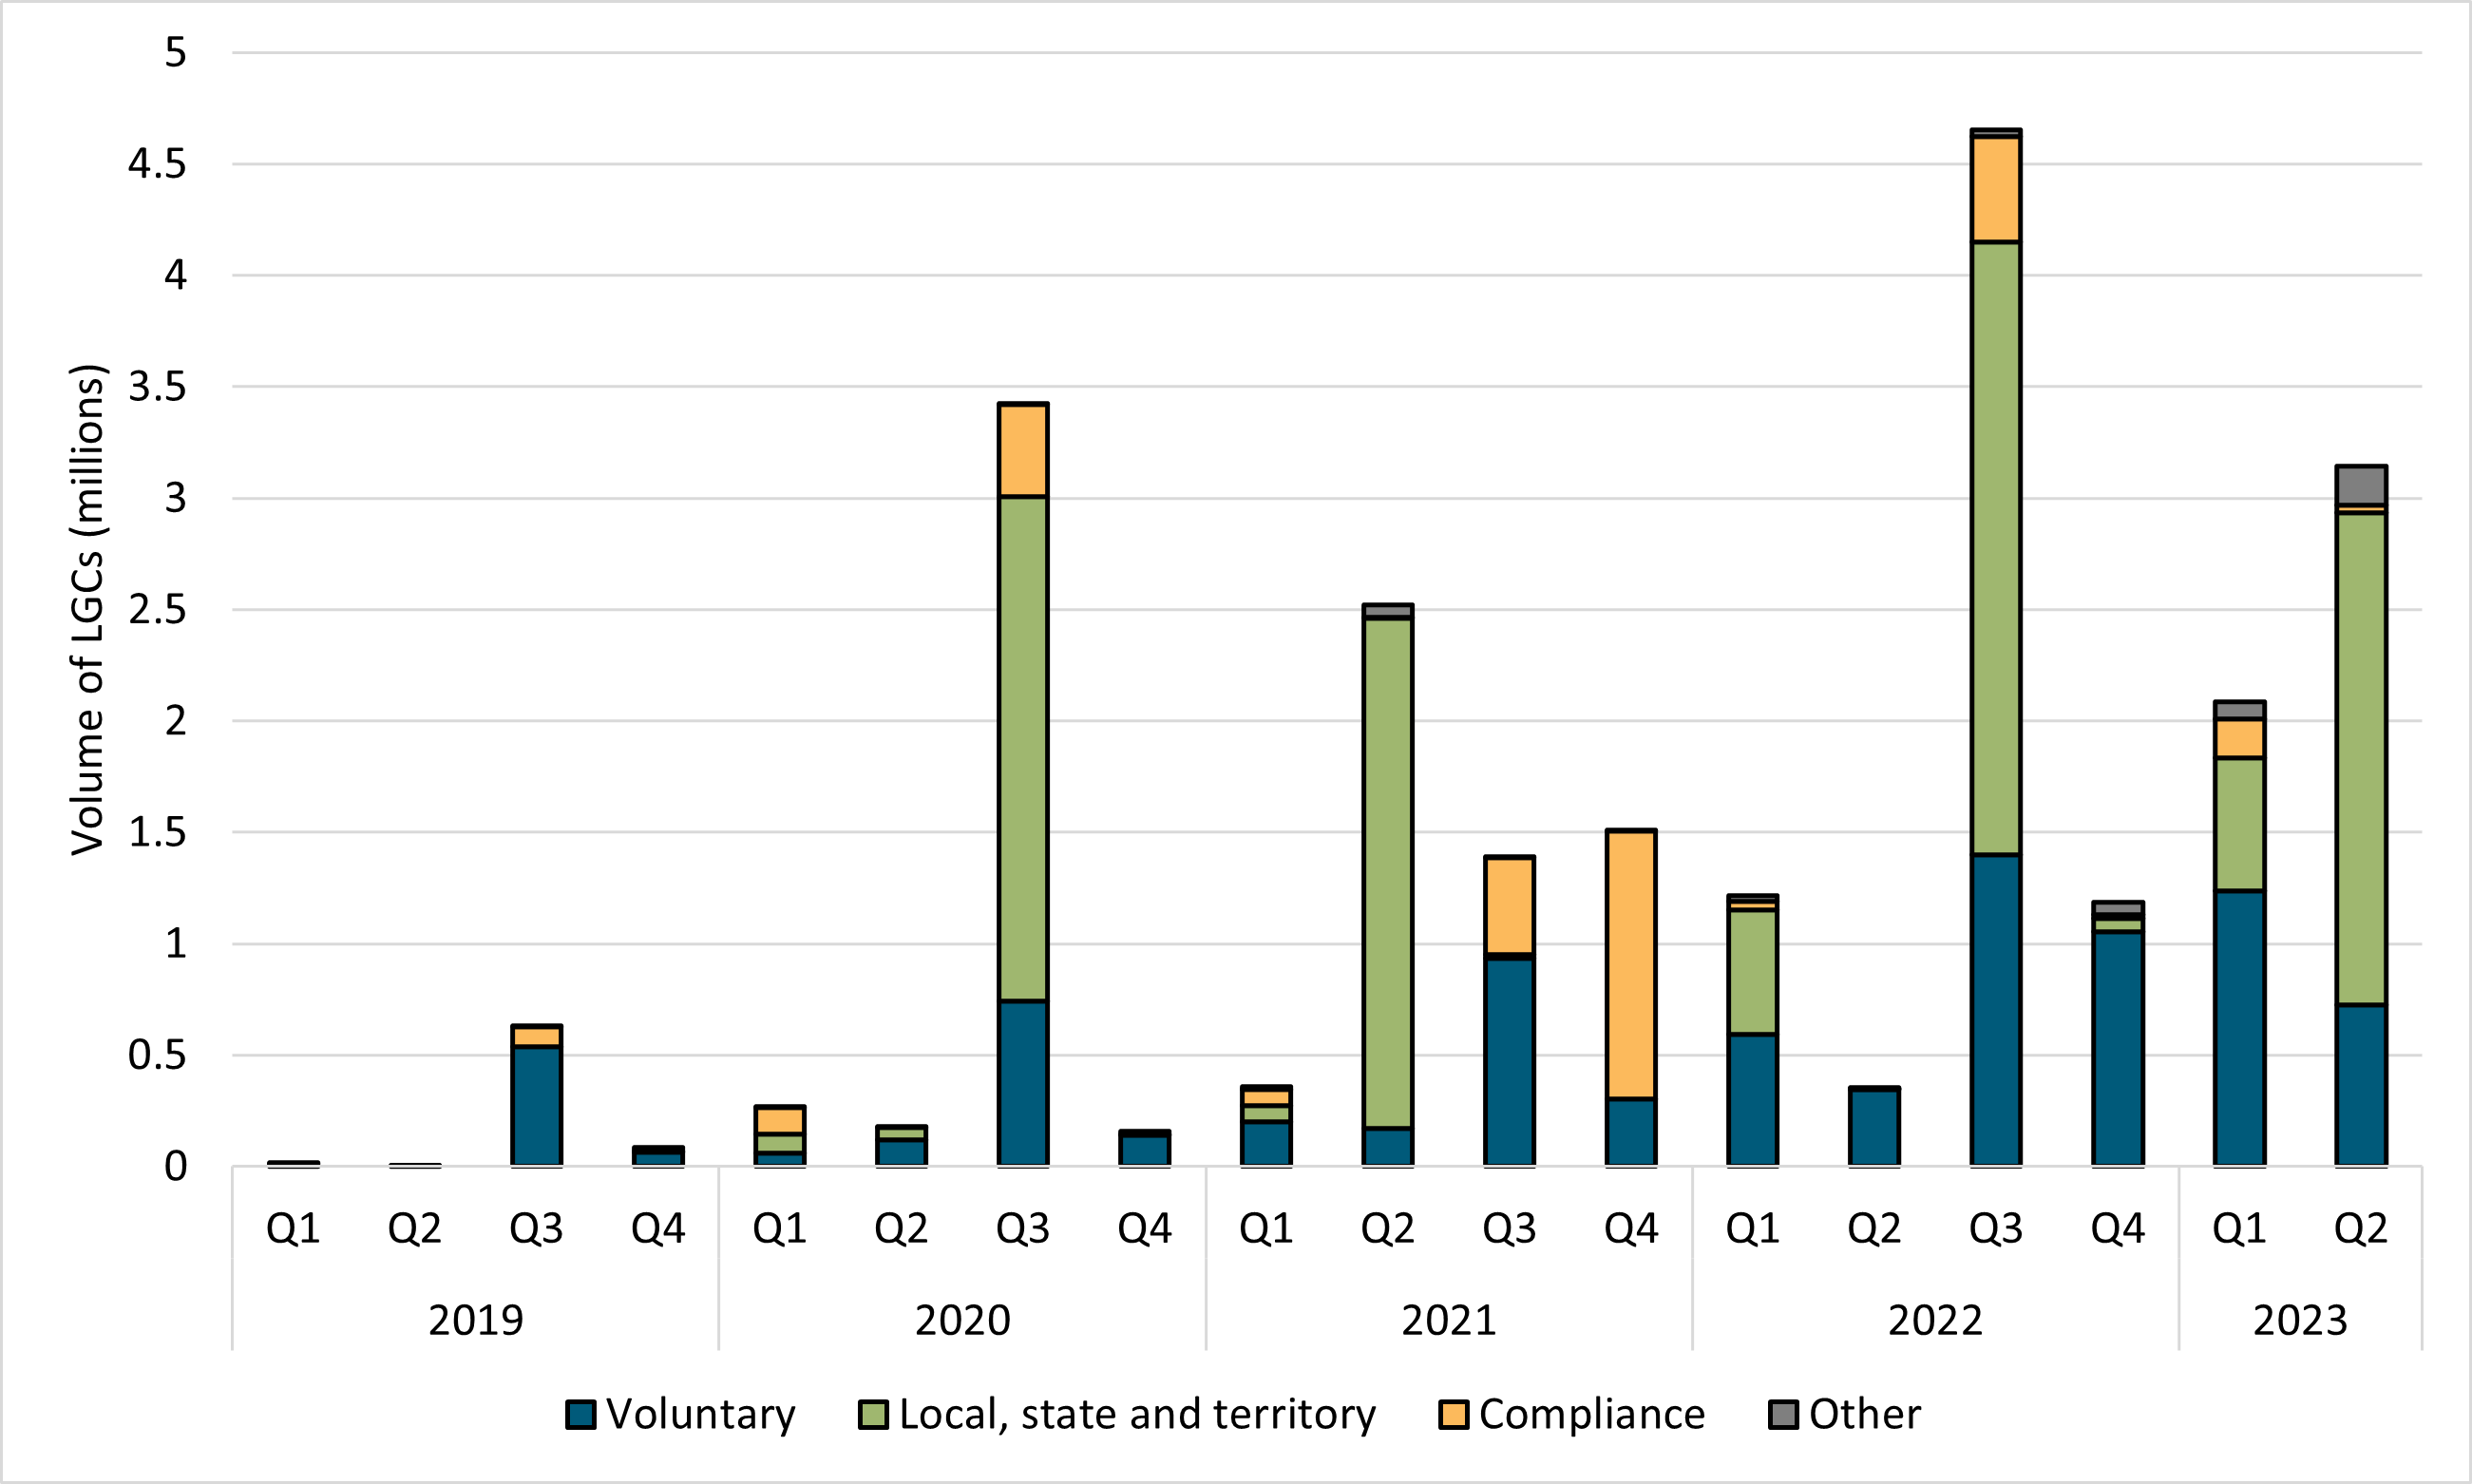 Volume of LGCs (millions)
5
4.5
4
3.5
3
2.5
2
1.5
1
0.5
0
Q1 Q2 Q3 Q4 Q1 Q2 Q3 Q4 Q1 Q2 Q3 Q4 Q1 Q2 Q3 Q4 Q1 Q2
2019 2020 2021 2022 2023
Voluntary Local, state and territory Compliance Other